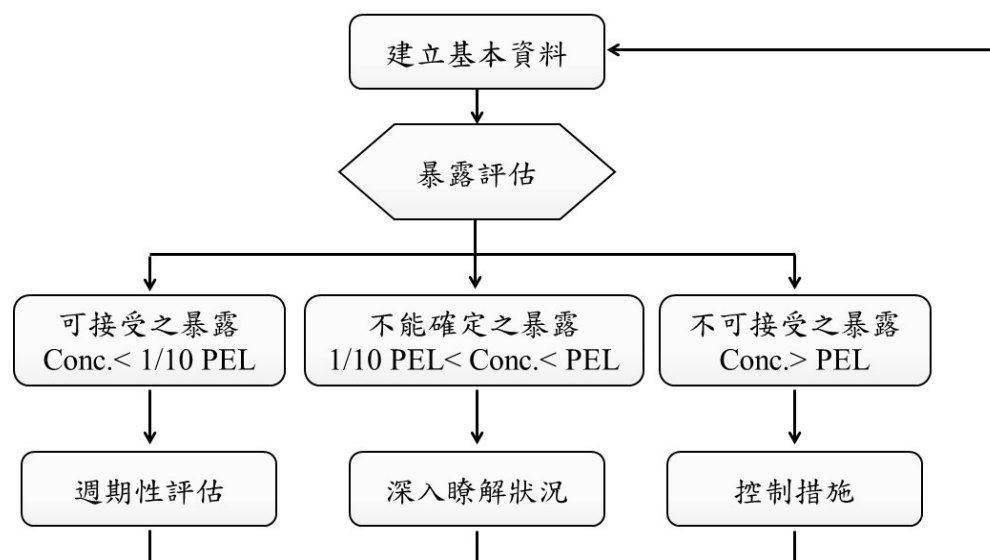 建立基本資料
暴露評估
可接受之暴露
Conc.< 1/10 PEL
不能確定之暴露
1/10 PEL< Conc.< PEL
不可接受之暴露
Conc.> PEL
週期性評估
深入瞭解狀況
控制措施